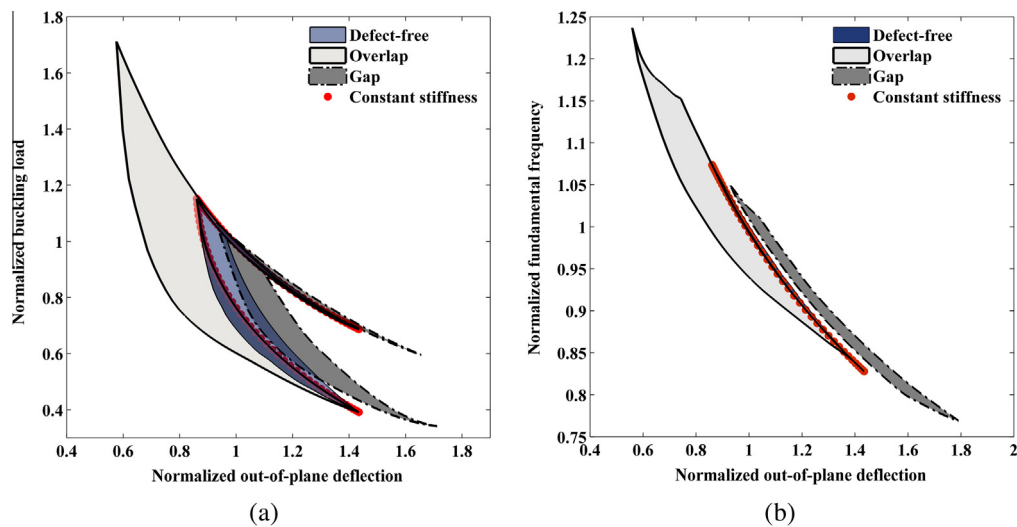 1.8
1.6
1.4
1.2
1
0.8
0.6
0.4
Normalized bucking load
Defect-free
Overlap
Gap
Constant stiffness
0.4 0.6 0.8 1 1.2 1.4 1.6 1.8
Normalized out-of-plane deflection
(a)
1.25
1.2
1.15
1.1
1.05
1
0.95
0.9
0.85
0.8
0.75
Normalized fundamental frequency
Defect-free
Overlap
Gap
Constant stiffness
0.4 0.6 0.8 1 1.2 1.4 1.6 1.8 2
Normalized out-of-plane deflection
(b)